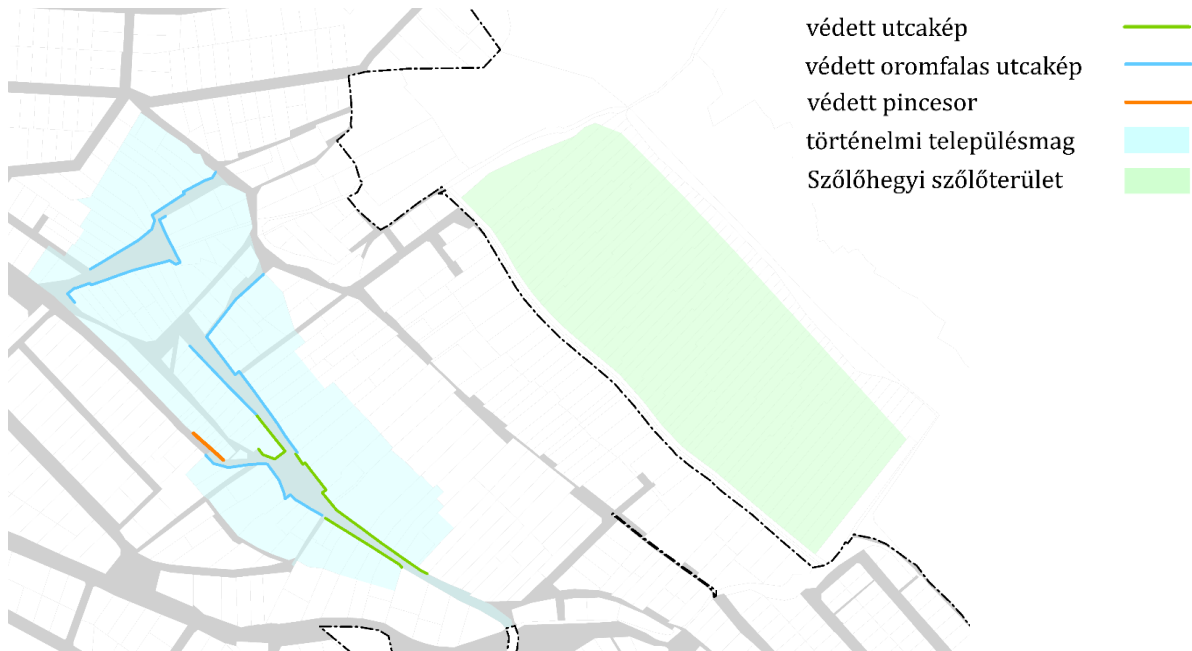 védett utcakép
védett oromfalas utcakép
védett pincesor
történelmi településmag
Szőlőhegyi szőlőterület